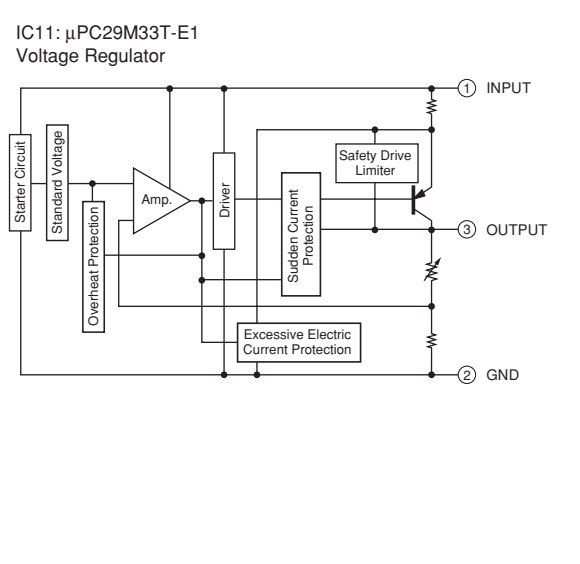 IC11: μPC29M33T-E1
Voltage Regulator
① INPUT
Starter Circuit
Standard Voltage
Overheat Protection
Amp.
Driver
Sudden Current
Protection
Safety Drive
Limiter
③ OUTPUT
Excessive Electric
Current Protection
② GND